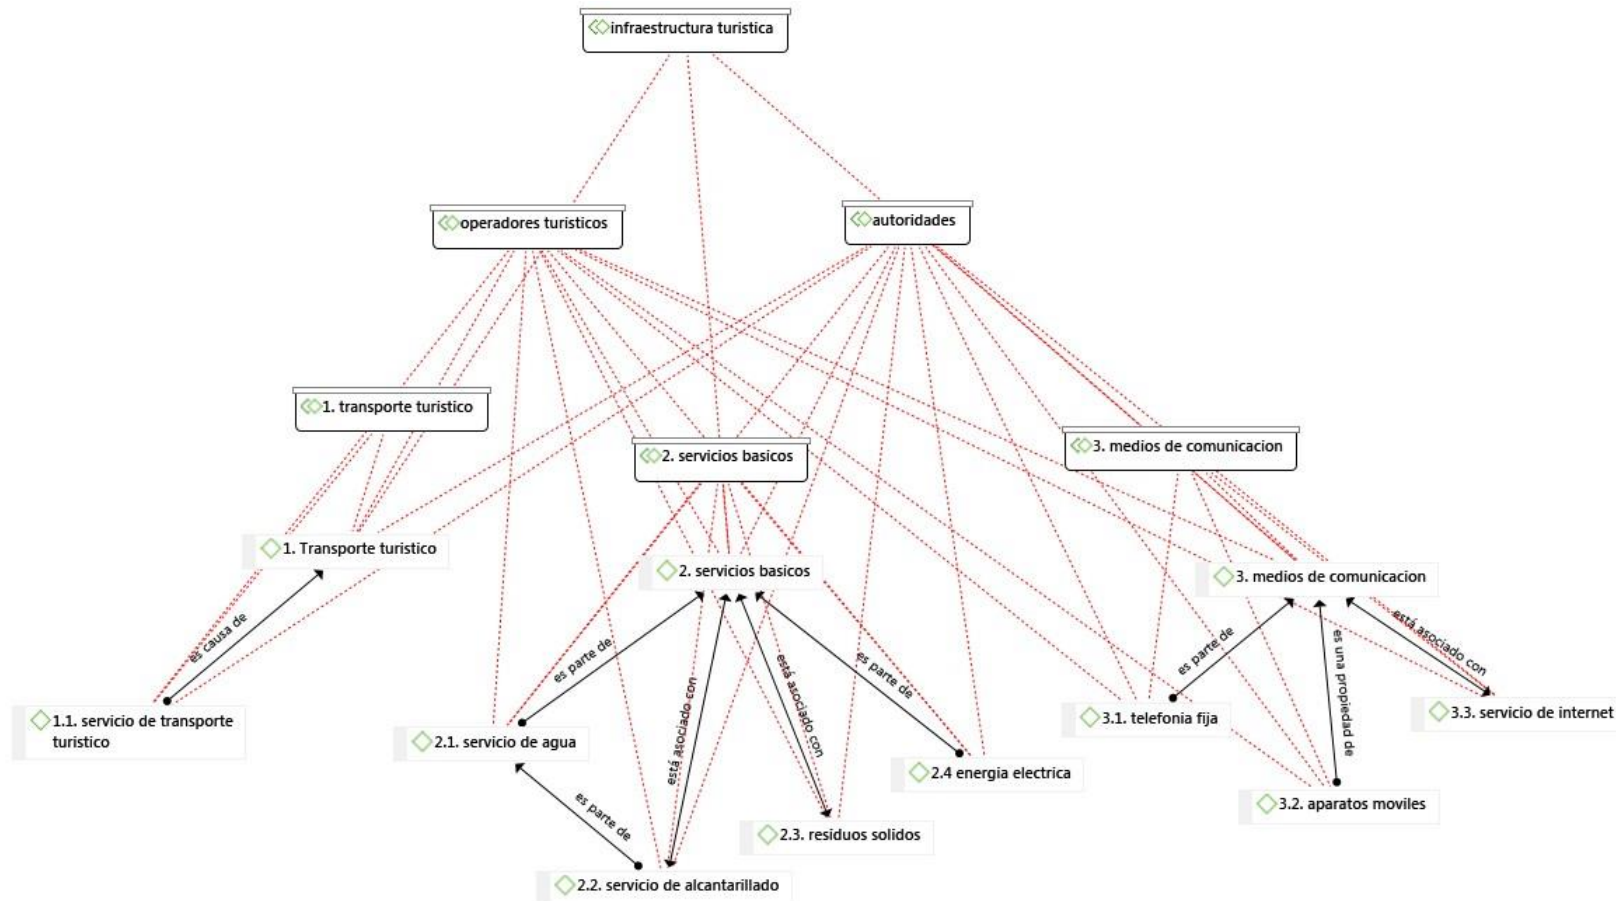 infraestructura turistica
operadores turisticos
autoridades
1. transporte turistico
2. servicios basicos
3. medios de comunicacion
1. Transporte turistico
2. servicios basicos
3. medios de comunicacion
es causa de
es parte de
está asociado con
está asociado con
es parte de
es parte de
es una propiedad de
está asociado con
1.1. servicio de transporte
turistico
2.1. servicio de agua
es parte de
2.4 energia electrica
3.1. telefonia fija
3.3. servicio de internet
3.2. aparatos moviles
2.3. residuos solidos
2.2. servicio de alcantarillado